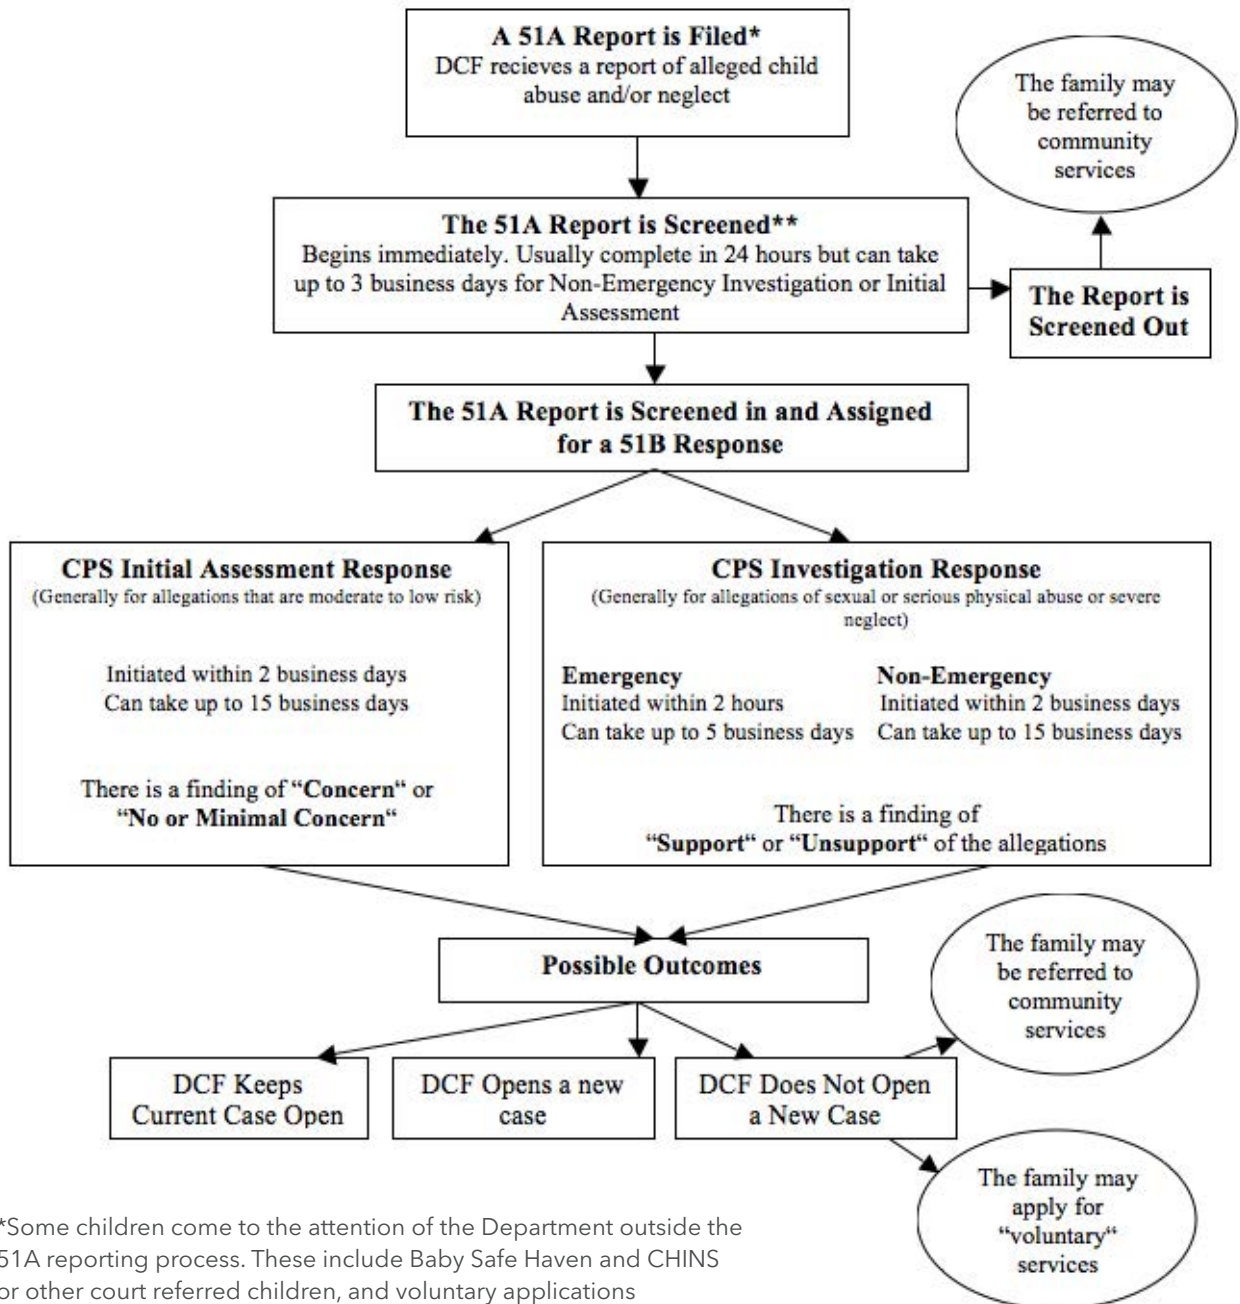 A 51A Report is Filed*
DCF recieves a report of alleged child
abuse and/or neglect
The family may
be referred to
community
services
The 51A Report is Screened**
Begins immediately. Usually complete in 24 hours but can take
up to 3 business days for Non-Emergency Investigation or Initial
Assessment
The Report is
Screened Out
The 51A Report is Screened in and Assigned
for a 51B Response
CPS Initial Assessment Response
(Generally for allegations that are moderate to low risk)
Initiated within 2 business days
Can take up to 15 business days
There is a finding of “Concern“ or
“No or Minimal Concern“
CPS Investigation Response
(Generally for allegations of sexual or serious physical abuse or severe
neglect)
Emergency
Initiated within 2 hours
Can take up to 5 business days
Non-Emergency
Initiated within 2 business days
Can take up to 15 business days
There is a finding of
“Support“ or “Unsupport“ of the allegations
Possible Outcomes
The family may
be referred to
community
services
DCF Keeps
Current Case Open
DCF Opens a new
case
DCF Does Not Open
a New Case
The family may
apply for
“voluntary“
services
*Some children come to the attention of the Department outside the
51A reporting process. These include Baby Safe Haven and CHINS
or other court referred children, and voluntary applications